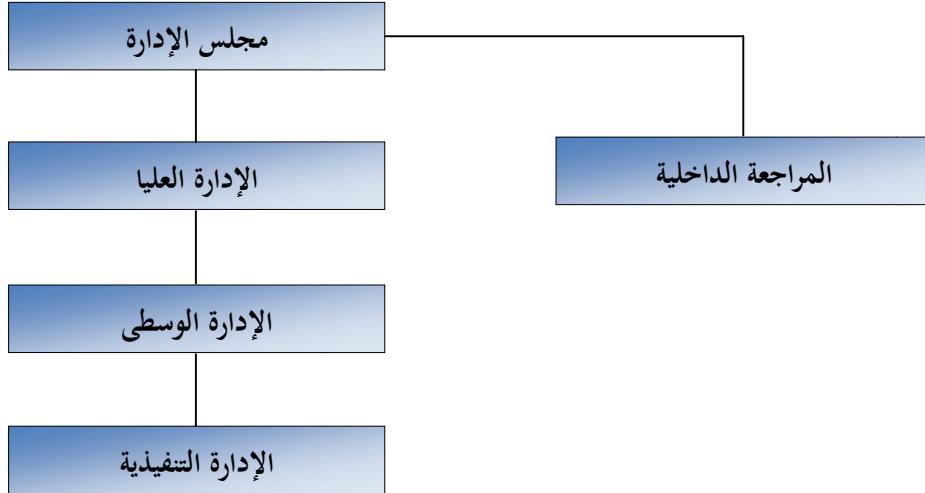 مجلس الإدارة
الإدارة العليا
المراجعة الداخلية
الإدارة الوسطى
الإدارة التنفيذية